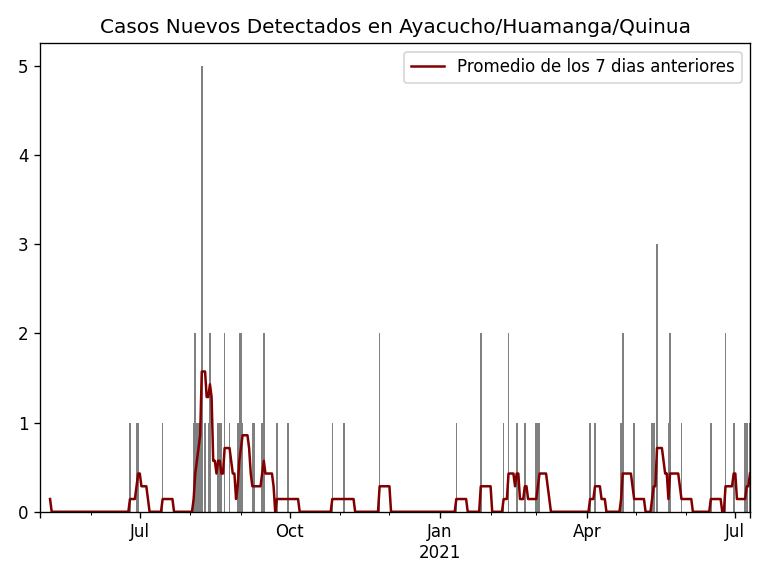 Casos Nuevos Detectados en Ayacucho/Huamanga/Quinua
Promedio de los 7 dias anteriores
5
4
3
2
1
0
Jul
Oct
Jan
2021
Apr
Jul